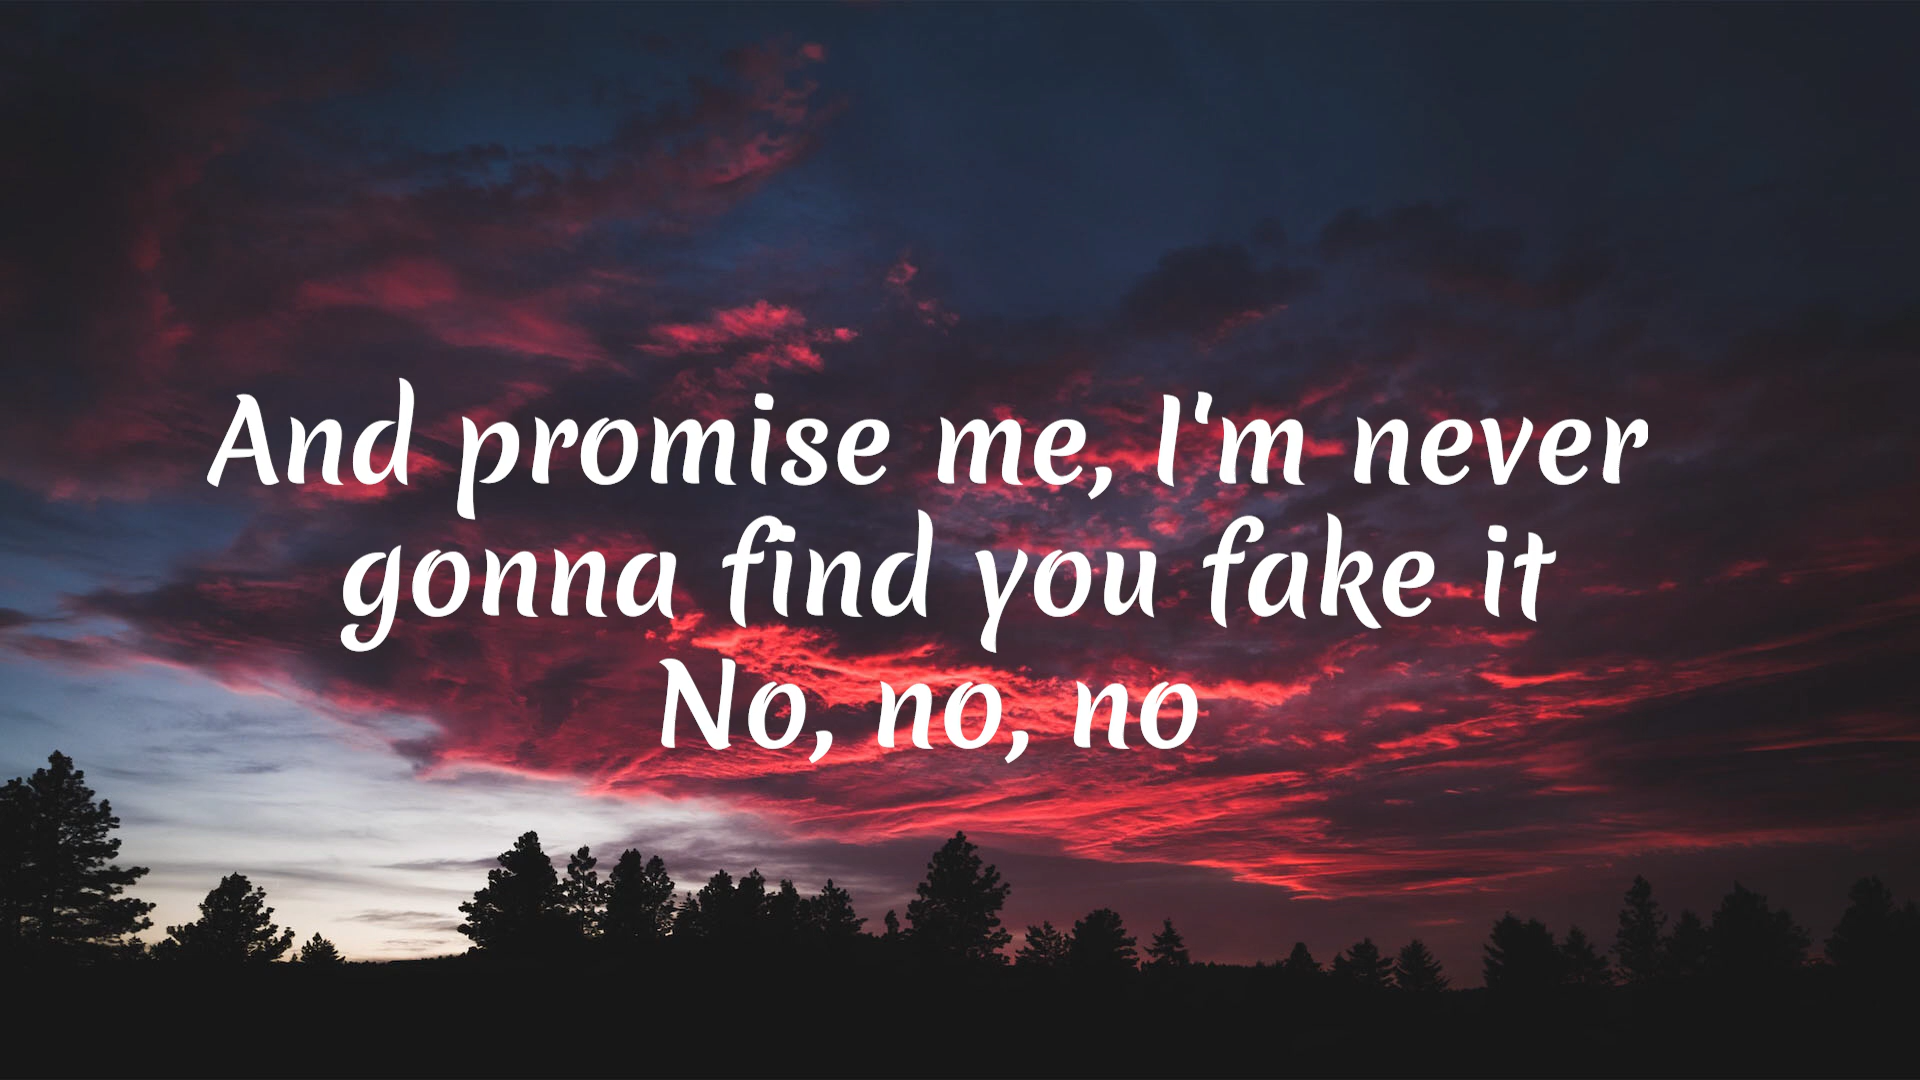 And promise me, I'm never
gonna find you fake it
No, no, no